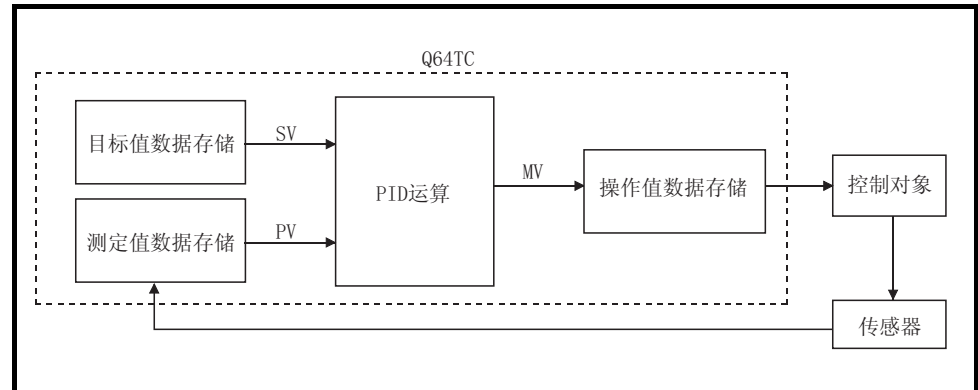 Q64TC
目标值数据存储
SV
PID运算
MV
操作值数据存储
控制对象
测定值数据存储
PV
传感器